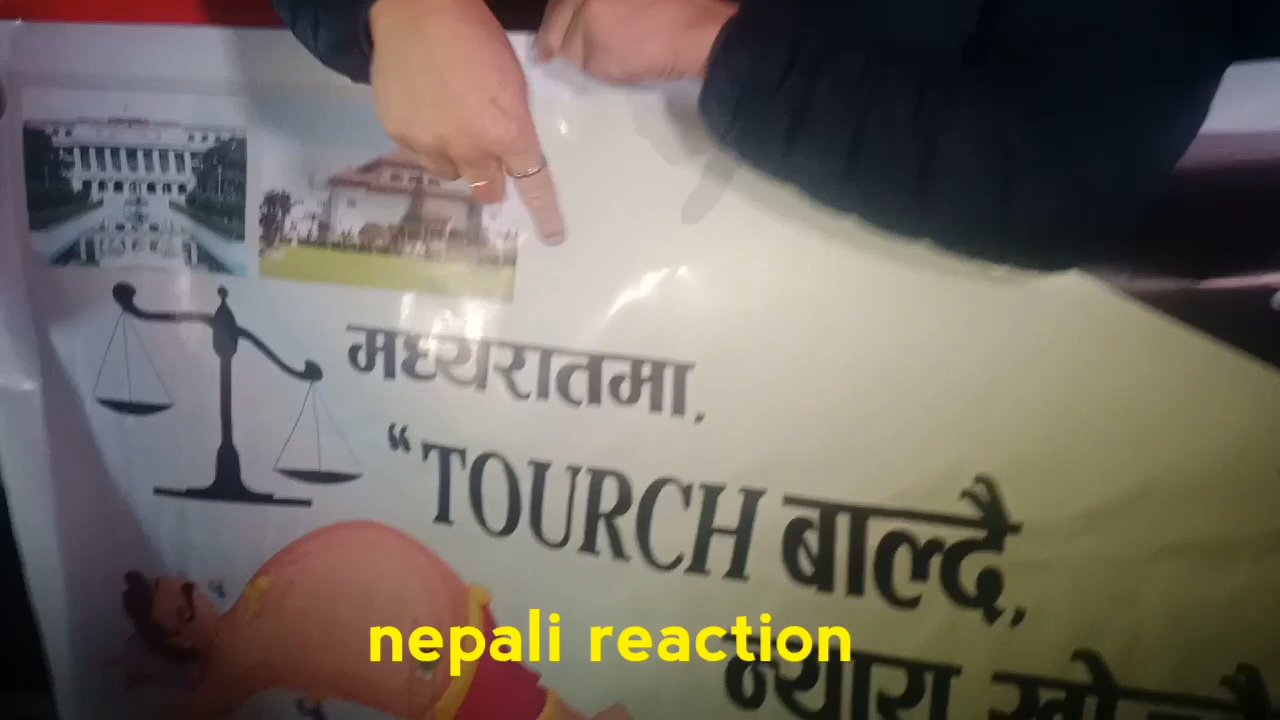 मध्यरातमा,
“TOURCH बाल्दै,
न्याय खोज्दै
nepali reaction